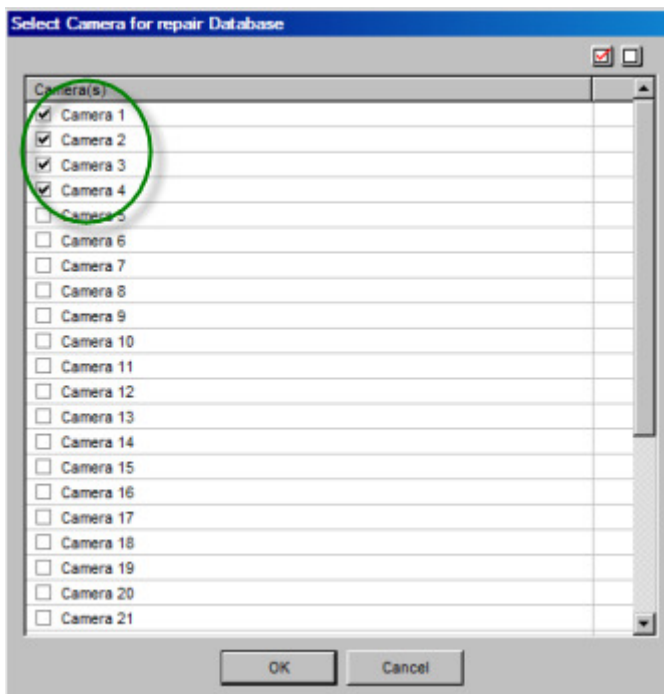 Select Camera for repair Database
Camera(s)
Camera 1
Camera 2
Camera 3
Camera 4
Camera 5
Camera 6
Camera 7
Camera 8
Camera 9
Camera 10
Camera 11
Camera 12
Camera 13
Camera 14
Camera 15
Camera 16
Camera 17
Camera 18
Camera 19
Camera 20
Camera 21
OK Cancel